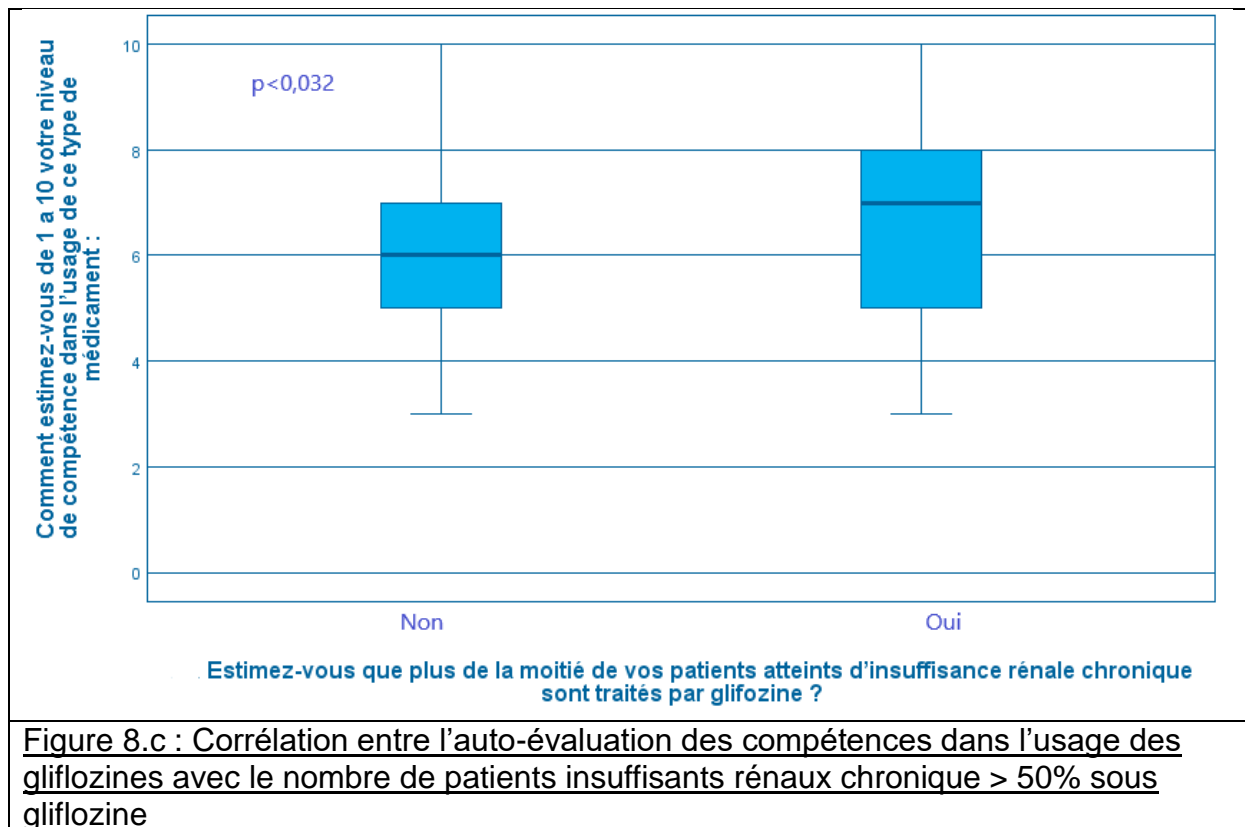 Comment estimez-vous de 1 a 10 votre niveau
de compétence dans l'usage de ce type de
médicament :
10
p<0,032
8
6
4
2
0
Non
Oui
Estimez-vous que plus de la moitié de vos patients atteints d'insuffisance rénale chronique
sont traités par glifozine ?
Figure 8.c : Corrélation entre l'auto-évaluation des compétences dans l'usage des
gliflozines avec le nombre de patients insuffisants rénaux chronique > 50% sous
gliflozine